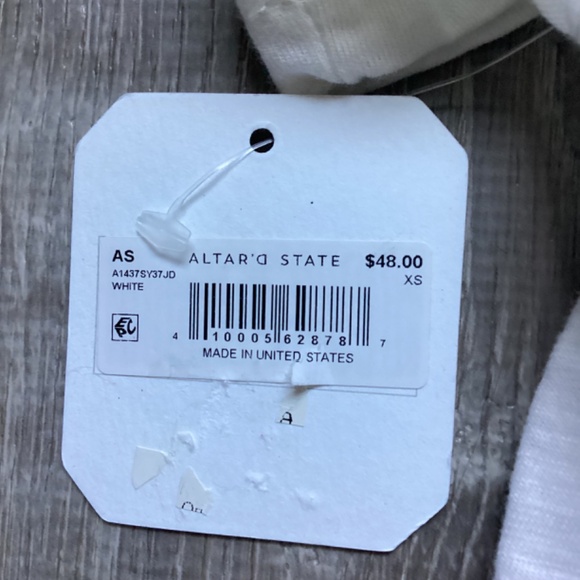 AS
ALTAR'D STATE
$48.00
A1437SY37JD
XS
WHITE
4 10005 62878 7
MADE IN UNITED STATES